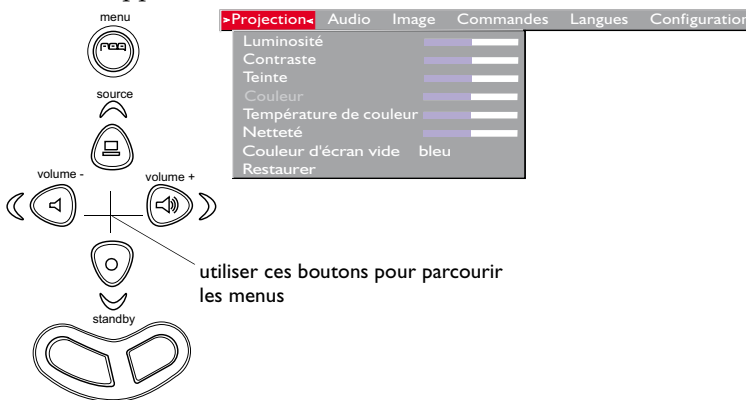 menu
source
volume -
volume +
standby
>Projection< Audio Image Commandes Langues Configuration
Luminosité
Contraste
Teinte
Couleur
Température de couleur
Netteté
Couleur d'écran vide bleu
Restaurer
utiliser ces boutons pour parcourir
les menus